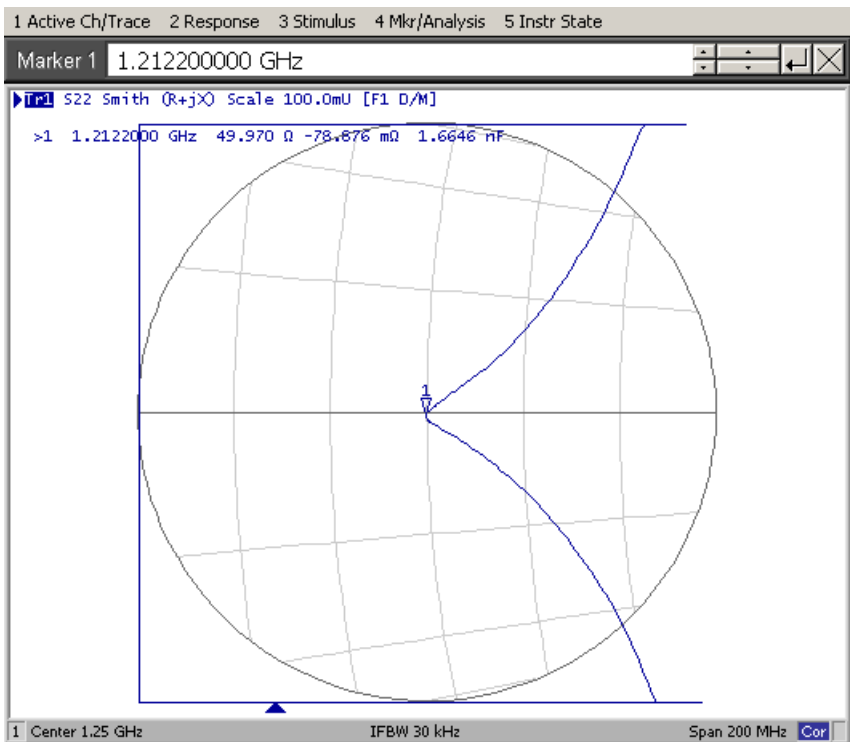 1 Active Ch/Trace 2 Response 3 Stimulus 4 Mkr/Analysis 5 Instr State
Marker 1 1.212200000 GHz
Tr1 S22 Smith (R+jX) Scale 100.0mU [F1 D/M]
>1 1.2122000 GHz 49.970 Ω -78.876 mΩ 1.6646 nF
1
1 Center 1.25 GHz IFBW 30 kHz Span 200 MHz Cor